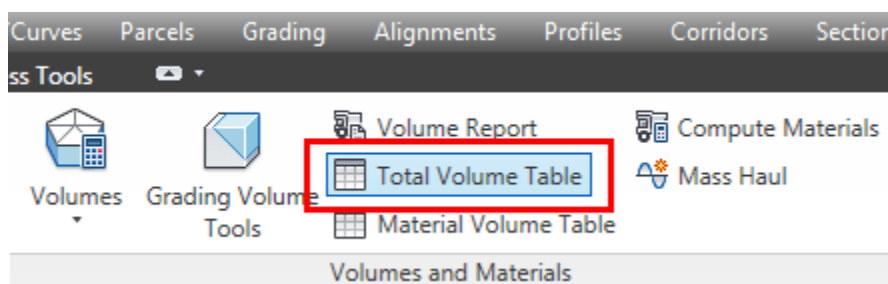 Curves Parcels Grading Alignments Profiles Corridors Section
ss Tools
Volumes
Grading Volume
Tools
Volume Report
Total Volume Table
Material Volume Table
Compute Materials
Mass Haul
Volumes and Materials